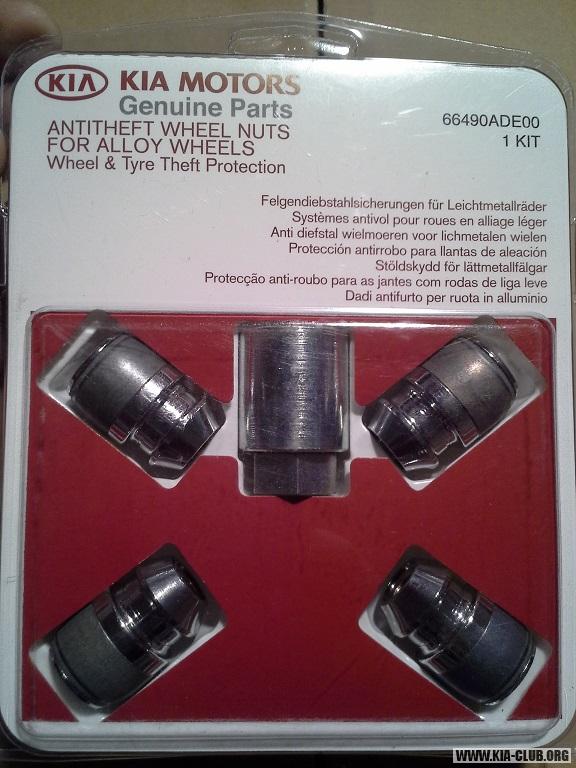 KIA KIA MOTORS
Genuine Parts
ANTITHEFT WHEEL NUTS
FOR ALLOY WHEELS
Wheel & Tyre Theft Protection
66490ADE00
1 KIT
Felgendiebstahlsicherungen für Leichtmetallräder
Systèmes antivol pour roues en alliage léger
Anti diefstal wielmoeren voor lichmetalen wielen
Protección antirrobo para llantas de aleación
Stöldskydd för lättmetallfälgar
Protecção anti-roubo para as jantes com rodas de liga leve
Dadi antifurto per ruota in alluminio
WWW.KIA-CLUB.ORG